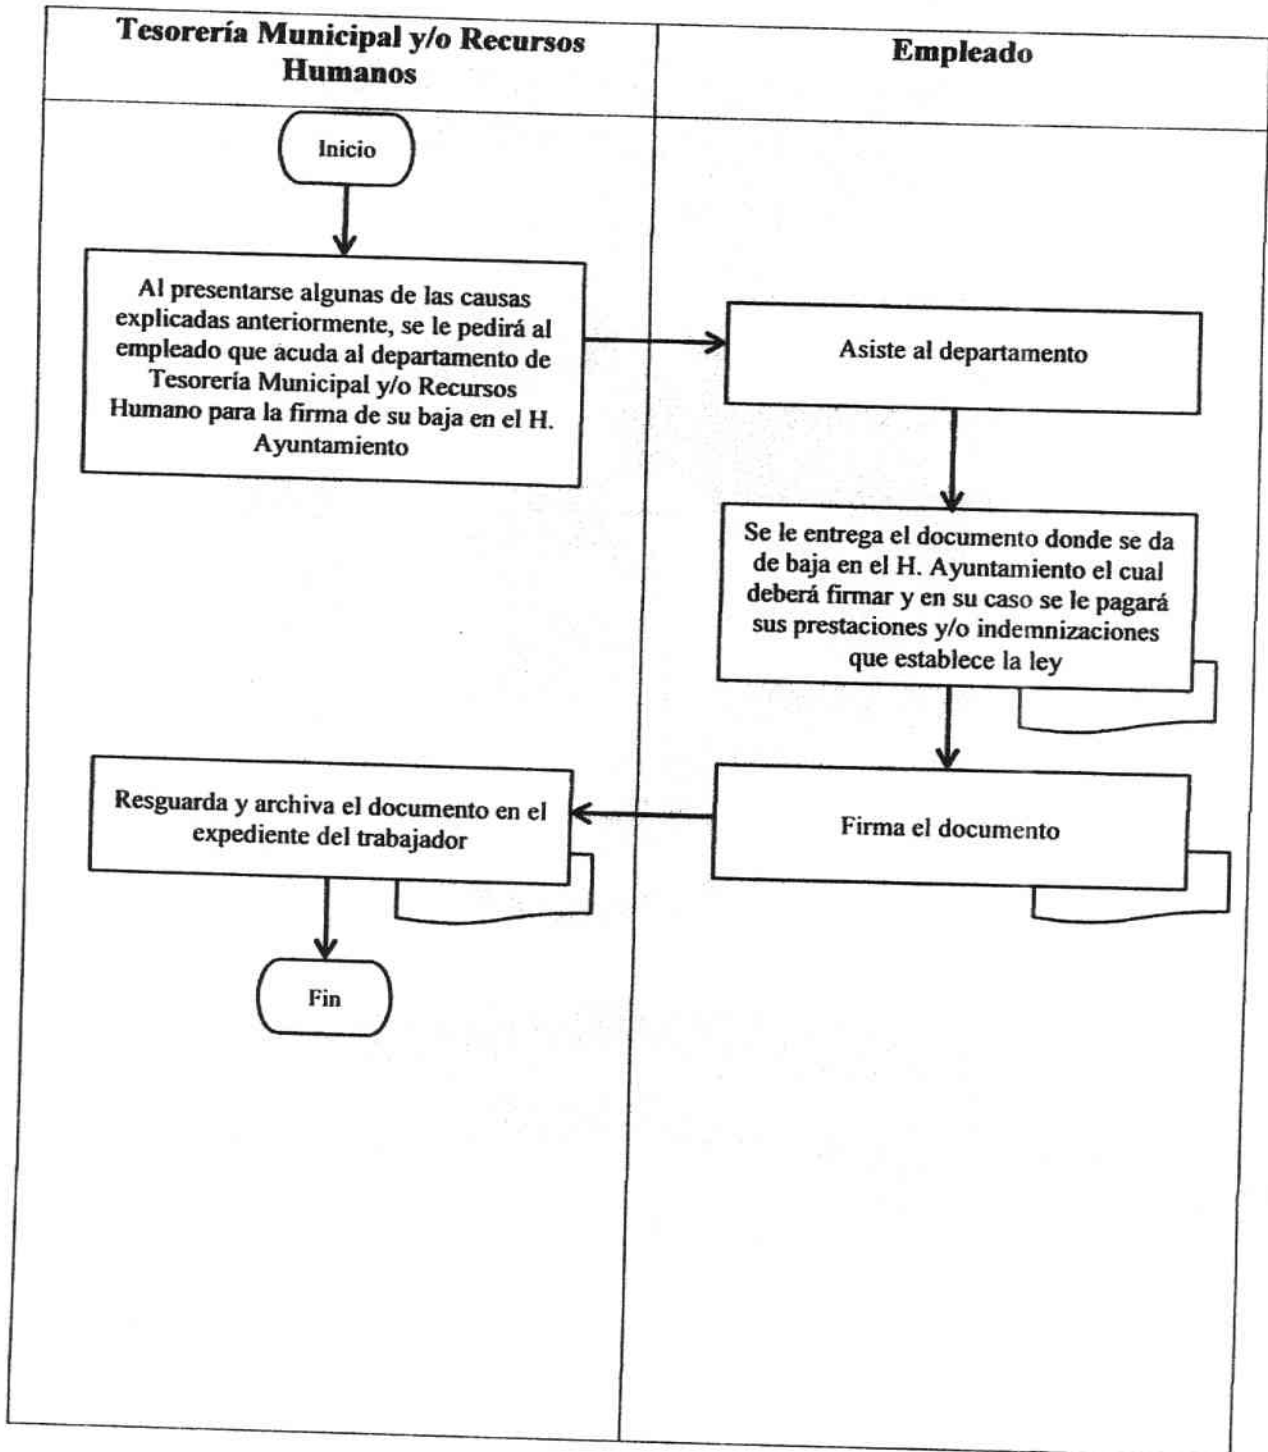 Tesorería Municipal y/o Recursos
Humanos
Empleado
Inicio
Al presentarse algunas de las causas
explicadas anteriormente, se le pedirá al
empleado que acuda al departamento de
Tesorería Municipal y/o Recursos
Humano para la firma de su baja en el H.
Ayuntamiento
Asiste al departamento
Se le entrega el documento donde se da
de baja en el H. Ayuntamiento el cual
deberá firmar y en su caso se le pagará
sus prestaciones y/o indemnizaciones
que establece la ley
Firma el documento
Resguarda y archiva el documento en el
expediente del trabajador
Fin